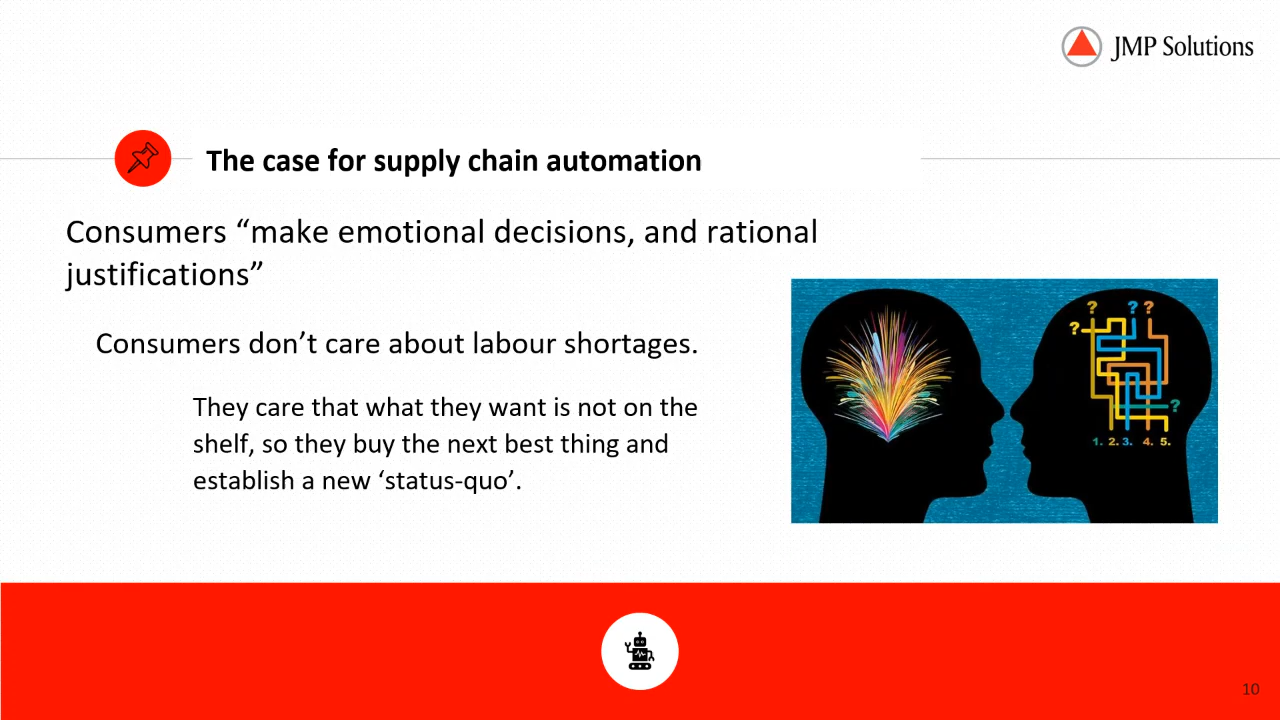 JMP Solutions
The case for supply chain automation
Consumers “make emotional decisions, and rational
justifications”
Consumers don’t care about labour shortages.
They care that what they want is not on the
shelf, so they buy the next best thing and
establish a new ‘status-quo’.
? ? ?
?
?
1. 2. 3. 4. 5.
10